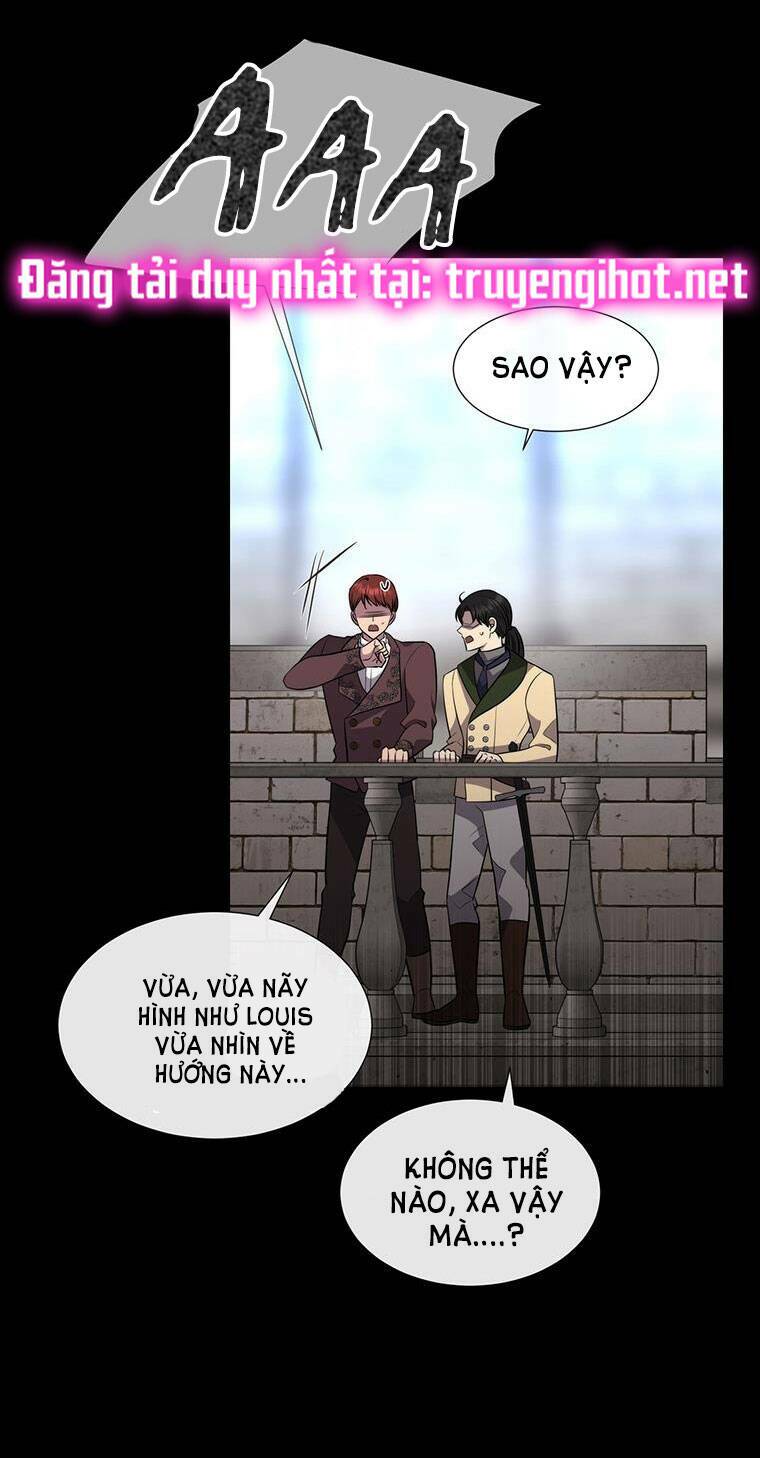 AAA
Đăng tải duy nhất tại: truyengihot.net
SAO VẬY?
VỪA, VỪA NÃY
HÌNH NHƯ LOUIS
VỪA NHÌN VỀ
HƯỚNG NÀY...
KHÔNG THỂ
NÀO, XA VẬY
MÀ....?